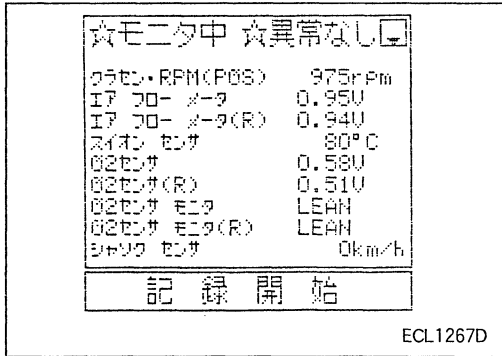 ☆モニタ中 ☆異常なし
クラセン・RPM(POS) 975rpm
エア フロー メータ 0.95V
エア フロー メータ(R) 0.94V
スイオン センサ 80°C
O2センサ 0.58V
O2センサ(R) 0.51V
O2センサ モニタ LEAN
O2センサ モニタ(R) LEAN
シャソク センサ 0km/h
記 録 開 始
ECL1267D